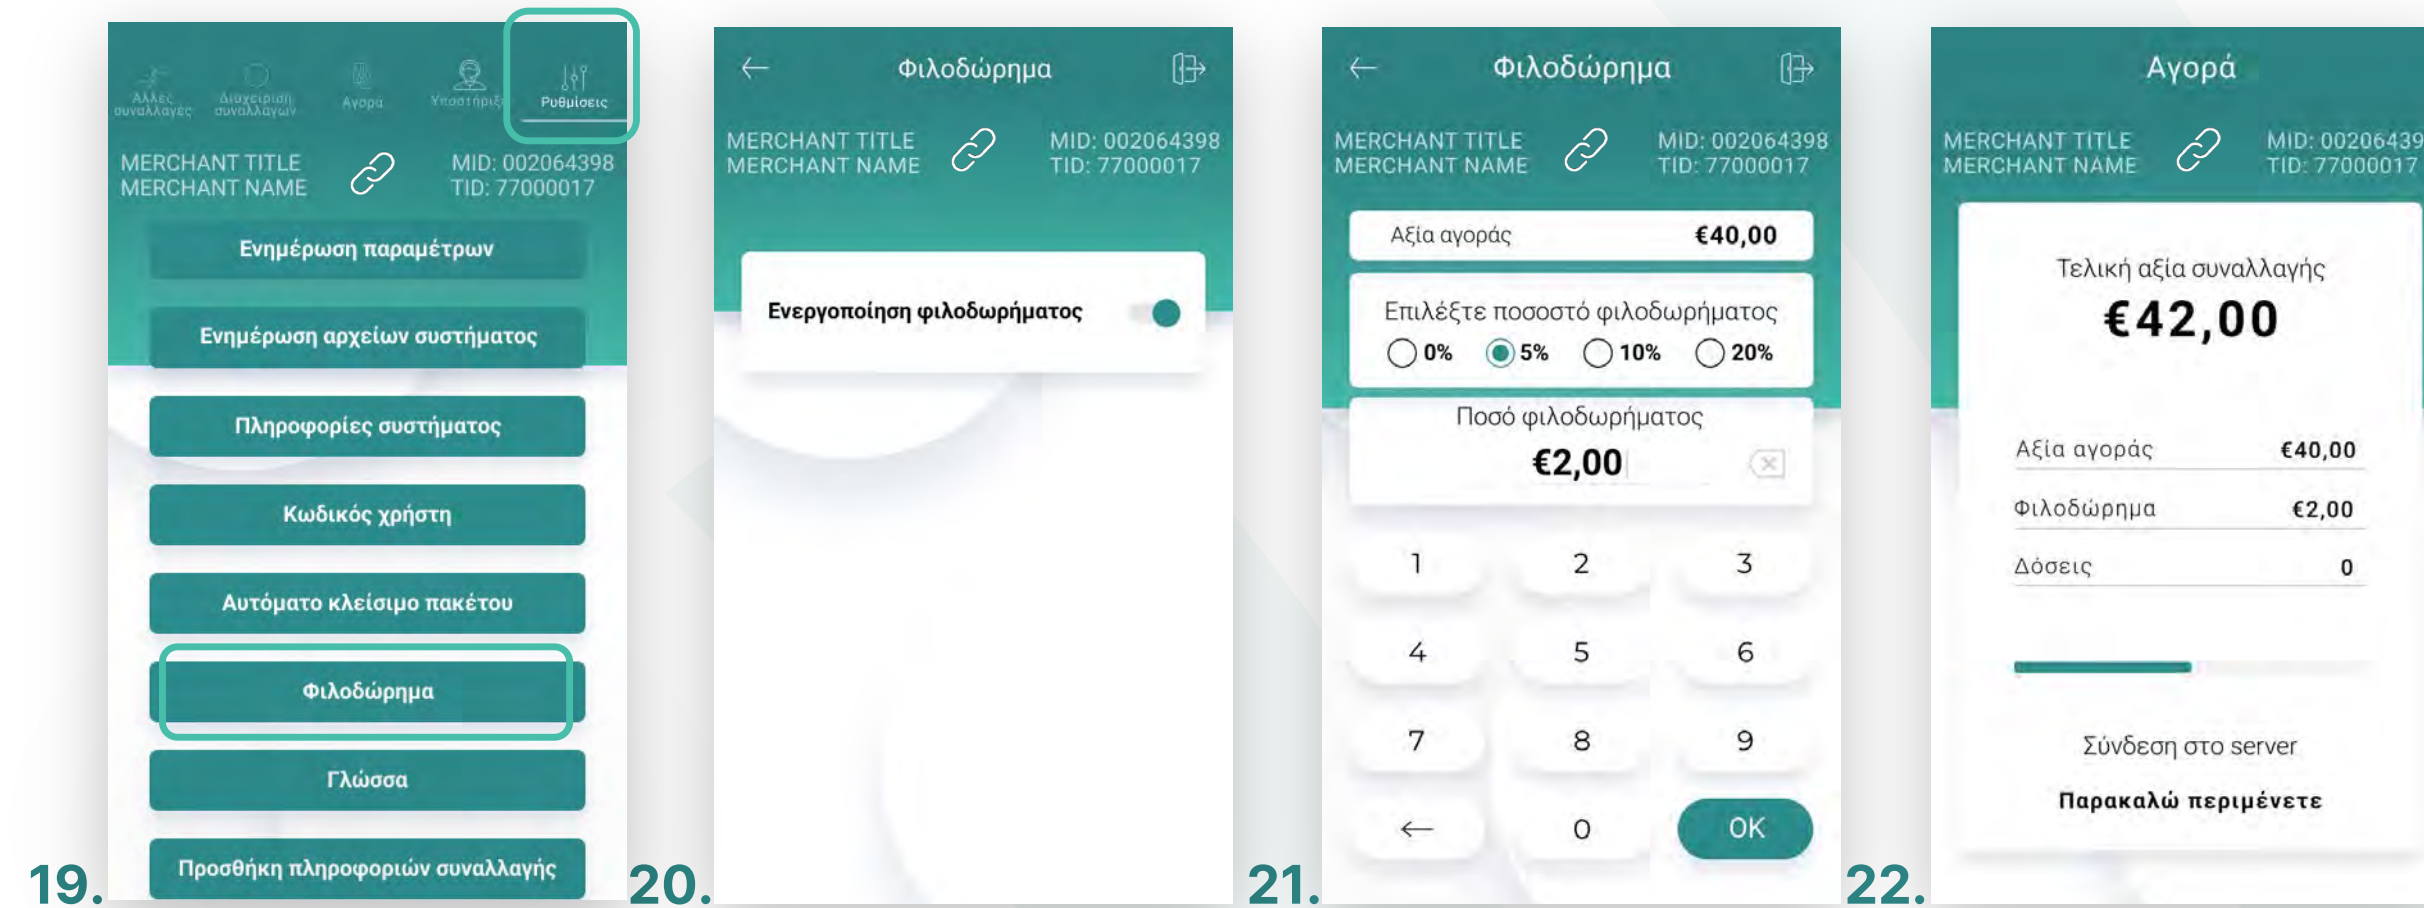 Άλλες
συναλλαγές
Διαχείριση
συναλλαγών
Αγορά
Υποστήριξη
Ρυθμίσεις
MERCHANT TITLE
MERCHANT NAME
MID: 002064398
TID: 77000017
Ενημέρωση παραμέτρων
Ενημέρωση αρχείων συστήματος
Πληροφορίες συστήματος
Κωδικός χρήστη
Αυτόματο κλείσιμο πακέτου
Φιλοδώρημα
Γλώσσα
Προσθήκη πληροφοριών συναλλαγής
19.
Φιλοδώρημα
MERCHANT TITLE
MERCHANT NAME
MID: 002064398
TID: 77000017
Ενεργοποίηση φιλοδωρήματος
20.
Φιλοδώρημα
MERCHANT TITLE
MERCHANT NAME
MID: 002064398
TID: 77000017
Αξία αγοράς €40,00
Επιλέξτε ποσοστό φιλοδωρήματος
0% 5% 10% 20%
Ποσό φιλοδωρήματος
€2,00
1 2 3
4 5 6
7 8 9
0 OK
21.
Αγορά
MERCHANT TITLE
MERCHANT NAME
MID: 00206439
TID: 77000017
Τελική αξία συναλλαγής
€42,00
Αξία αγοράς €40,00
Φιλοδώρημα €2,00
Δόσεις 0
Σύνδεση στο server
Παρακαλώ περιμένετε
22.